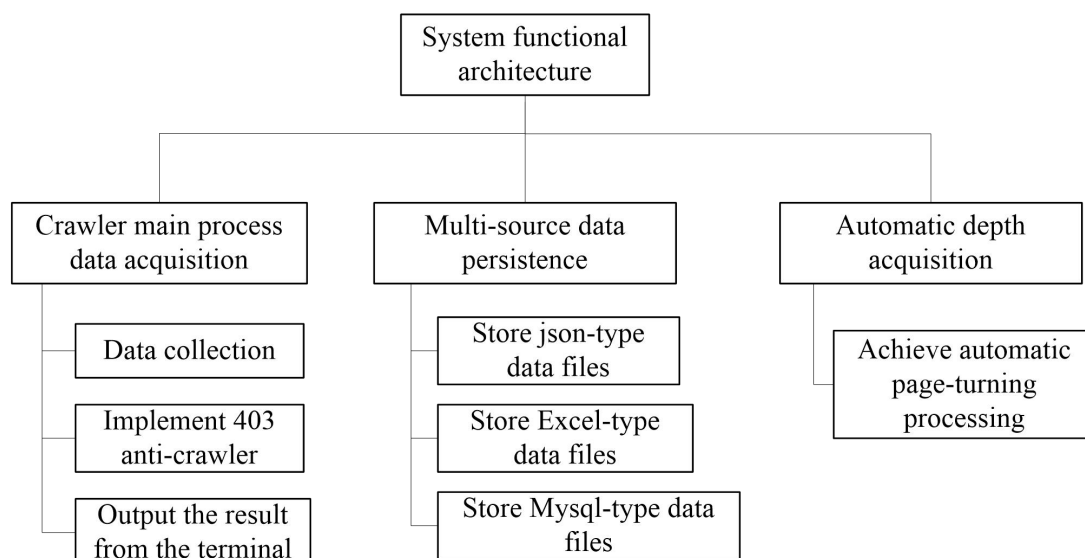 System functional
architecture
Crawler main process
data acquisition
Multi-source data
persistence
Automatic depth
acquisition
Data collection
Implement 403
anti-crawler
Output the result
from the terminal
Store json-type
data files
Store Excel-type
data files
Store Mysql-type data
files
Achieve automatic
page-turning
processing